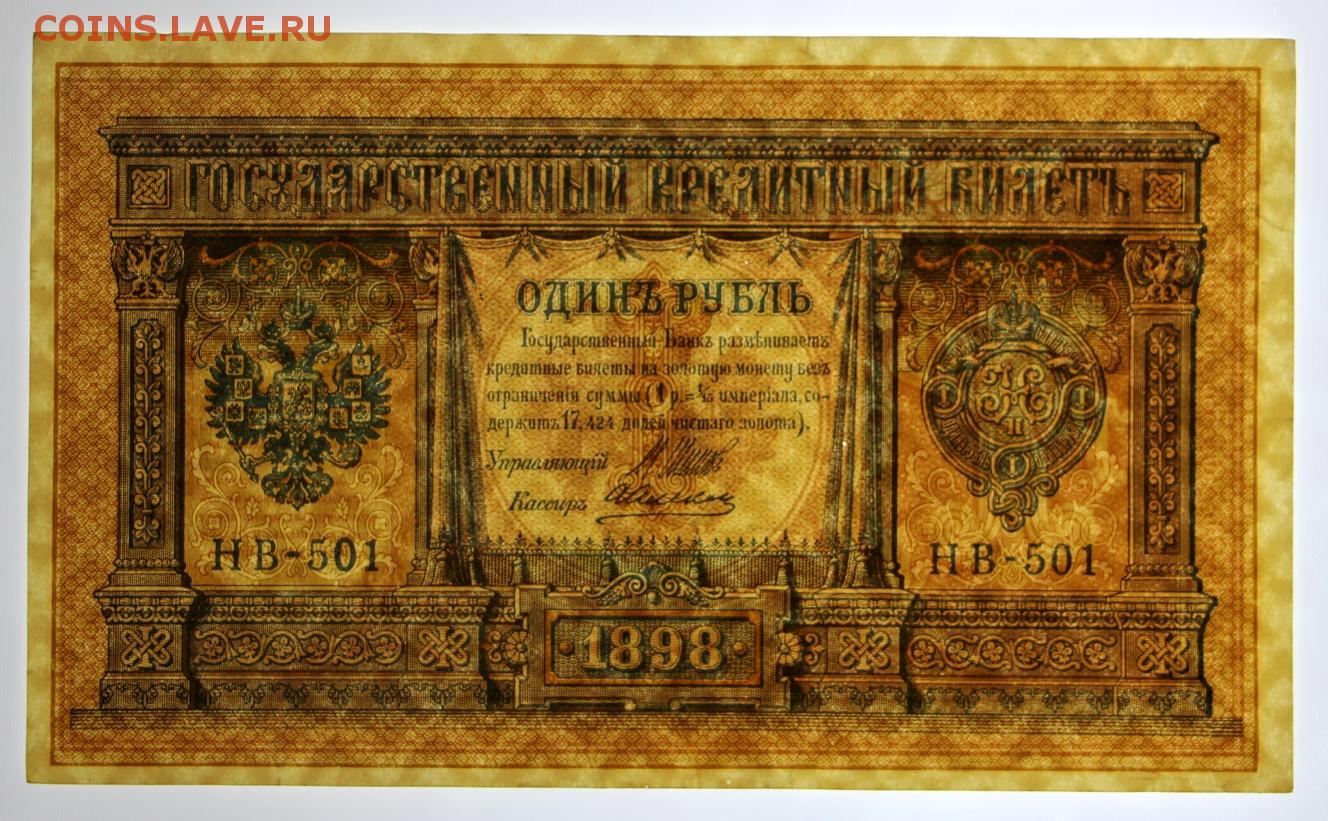 COINS.LAVE.RU
ГОСУДАРСТВЕННЫЙ КРЕДИТНЫЙ БИЛЕТЪ
ОДИНЪ РУБЛЬ
Государственный Банкъ размѣниваетъ
кредитные билеты на золотую монету безъ
ограниченія суммы (1 р.= 1/15 имперіала, со-
держитъ 17,424 долей чистаго золота).
Управляющій
Кассиръ
НВ-501
НВ-501
I I
II
I
1898